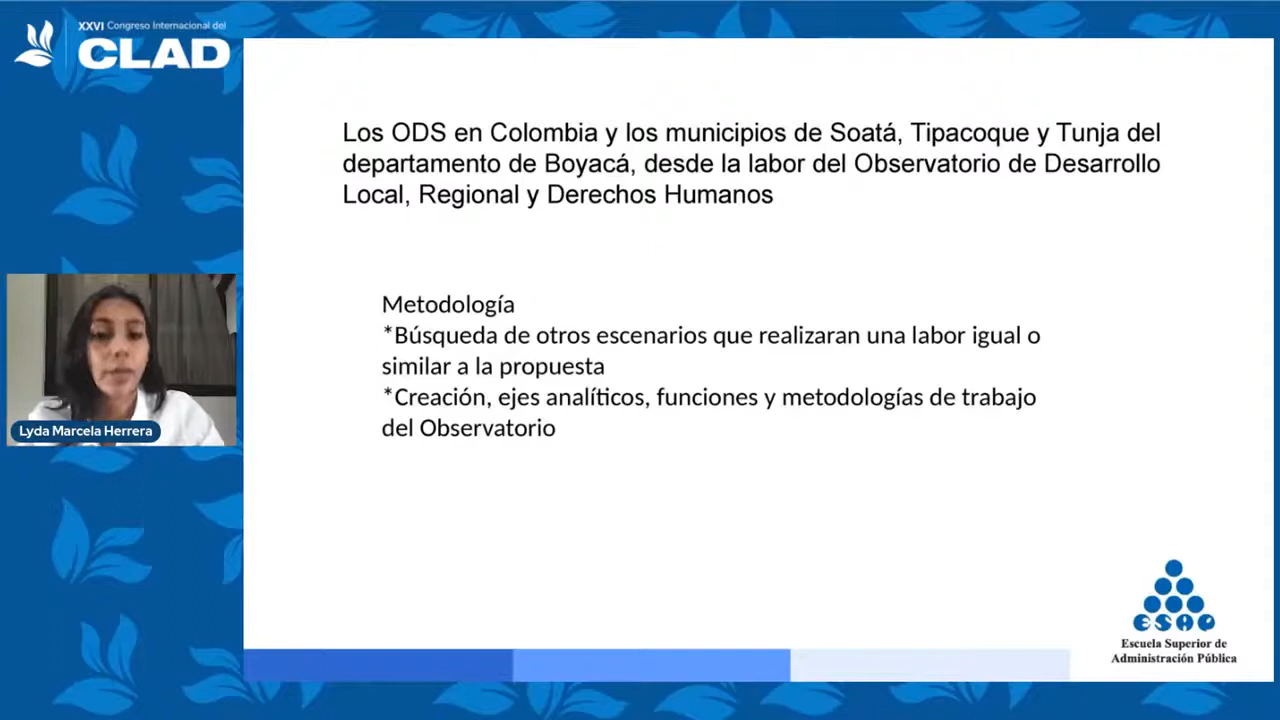 XXVI Congreso Internacional del
CLAD
Los ODS en Colombia y los municipios de Soatá, Tipacoque y Tunja del
departamento de Boyacá, desde la labor del Observatorio de Desarrollo
Local, Regional y Derechos Humanos
Metodología
*Búsqueda de otros escenarios que realizaran una labor igual o
similar a la propuesta
*Creación, ejes analíticos, funciones y metodologías de trabajo
del Observatorio
Lyda Marcela Herrera
ESAP
Escuela Superior de
Administración Pública